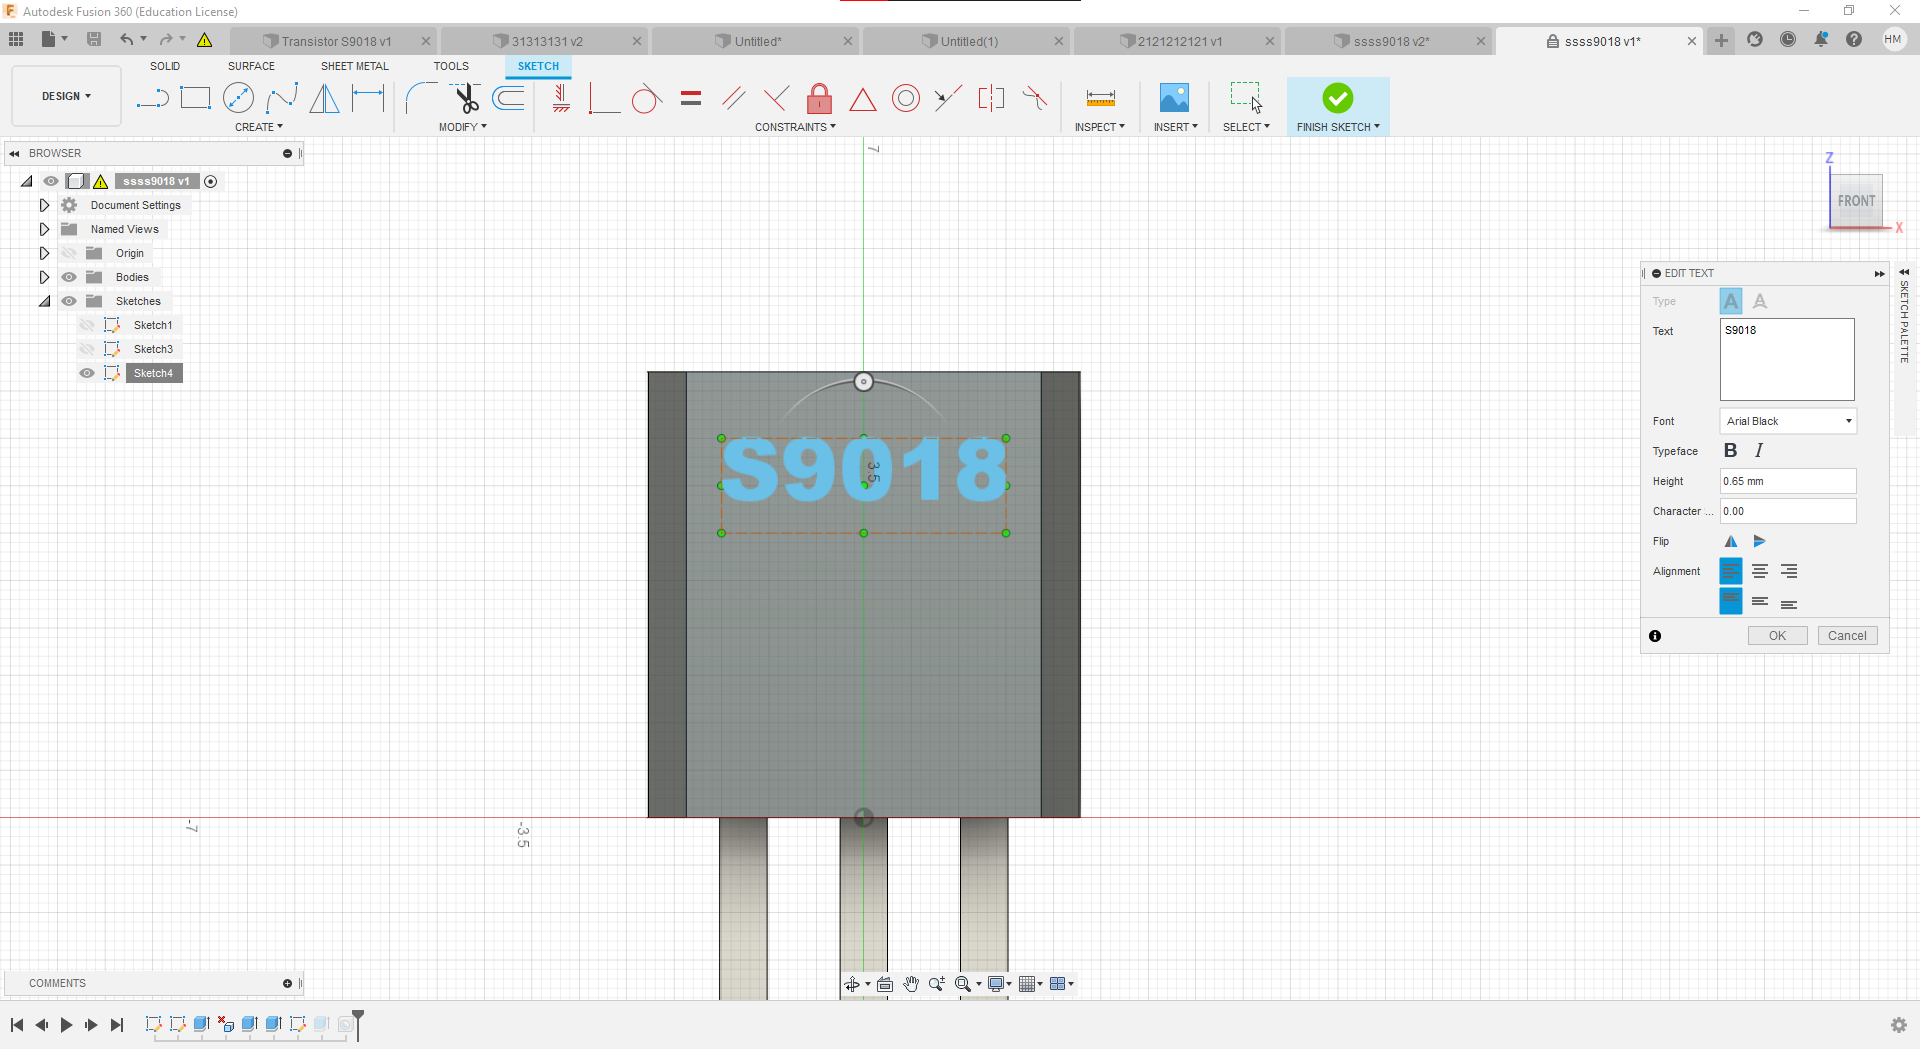 Autodesk Fusion 360 (Education License)
Transistor S9018 v1
31313131 v2
Untitled*
Untitled(1)
2121212121 v1
ssss9018 v2*
ssss9018 v1*
HM
DESIGN
SOLID
SURFACE
SHEET METAL
TOOLS
SKETCH
CREATE
MODIFY
CONSTRAINTS
INSPECT
INSERT
SELECT
FINISH SKETCH
BROWSER
ssss9018 v1
Document Settings
Named Views
Origin
Bodies
Sketches
Sketch1
Sketch3
Sketch4
7
Z
FRONT
X
S9018
3.5
-7
-3.5
EDIT TEXT
SKETCH PALETTE
Type
Text
S9018
Font
Arial Black
Typeface
B I
Height
0.65 mm
Character ...
0.00
Flip
Alignment
OK
Cancel
COMMENTS